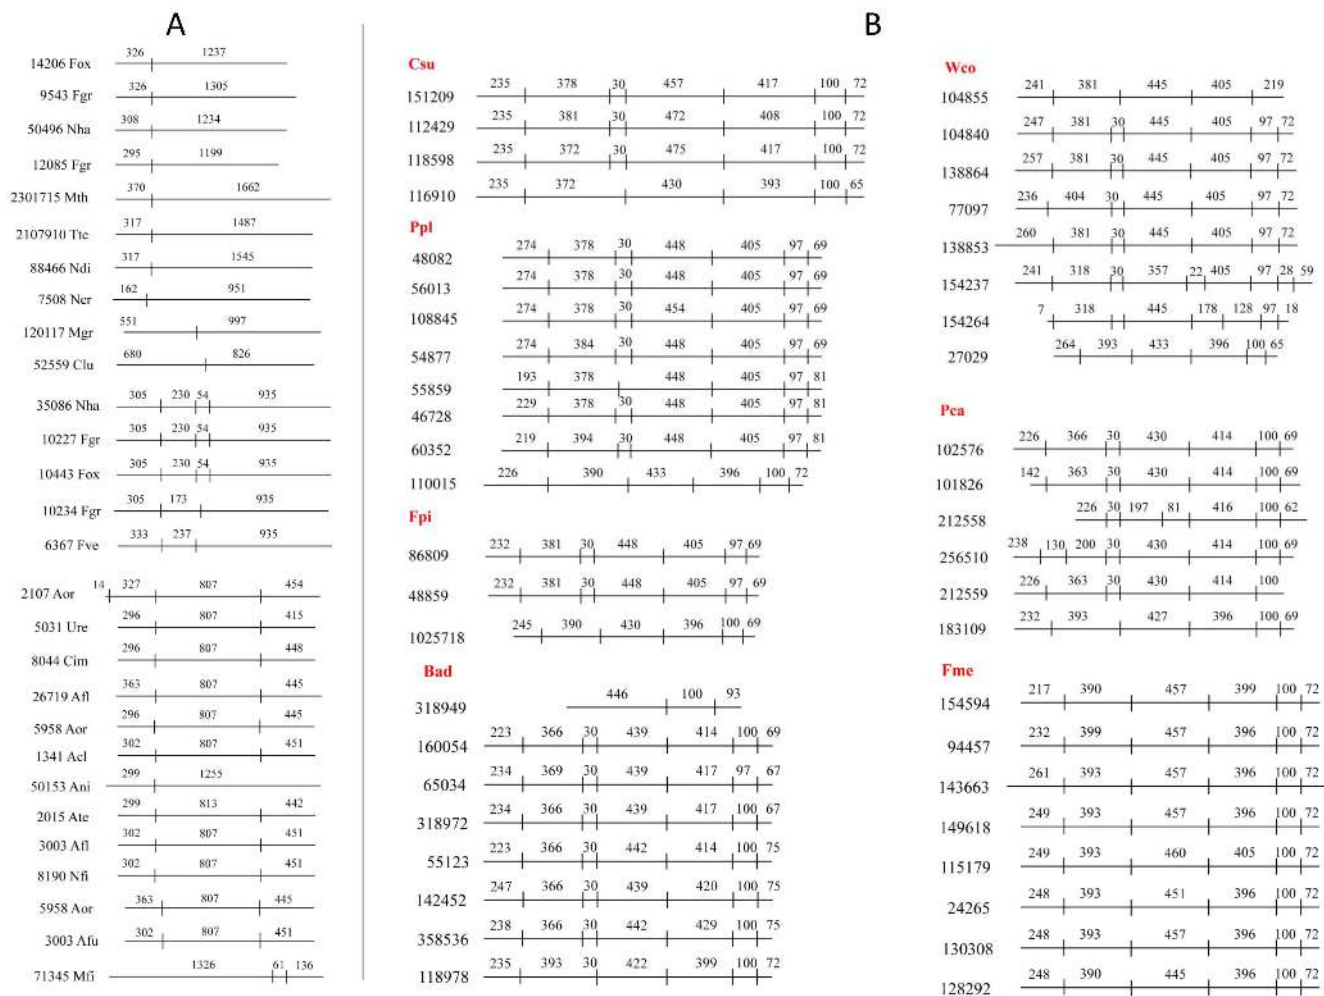 A
326 1237
14206 Fox
326 1305
9543 Fgr
308 1234
50496 Nha
295 1199
12085 Fgr
370 1662
2301715 Mth
317 1487
2107910 Tte
317 1545
88466 Ndi
162 951
7508 Ncr
551 997
120117 Mgr
680 826
52559 Clu
305 230 54 935
35086 Nha
305 230 54 935
10227 Fgr
305 230 54 935
10443 Fox
305 173 935
10234 Fgr
333 237 935
6367 Fve
14 327 807 454
2107 Aor
296 807 415
5031 Ure
296 807 448
8044 Cim
363 807 445
26719 Afl
296 807 445
5958 Aor
302 807 451
1341 Acl
299 1255
50153 Ani
299 813 442
2015 Ate
302 807 451
3003 Afl
302 807 451
8190 Nfi
363 807 445
5958 Aor
302 807 451
3003 Afu
1326 61 136
71345 Mfi
B
Csu
235 378 30 457 417 100 72
151209
235 381 30 472 408 100 72
112429
235 372 30 475 417 100 72
118598
235 372 430 393 100 65
116910
Ppl
274 378 30 448 405 97 69
48082
274 378 30 448 405 97 69
56013
274 378 30 454 405 97 69
108845
274 384 30 448 405 97 69
54877
193 378 448 405 97 81
55859
229 378 30 448 405 97 81
46728
219 394 30 448 405 97 81
60352
226 390 433 396 100 72
110015
Fpi
232 381 30 448 405 97 69
86809
232 381 30 448 405 97 69
48859
245 390 430 396 100 69
1025718
Bad
446 100 93
318949
223 366 30 439 414 100 69
160054
234 369 30 439 417 97 67
65034
234 366 30 439 417 100 67
318972
223 366 30 442 414 100 75
55123
247 366 30 439 420 100 75
142452
238 366 30 442 429 100 75
358536
235 393 422 399 100 72
118978
Wco
241 381 445 405 219
104855
247 381 30 445 405 97 72
104840
257 381 30 445 405 97 72
138864
236 404 30 445 405 97 72
77097
260 381 30 445 405 97 72
138853
241 318 30 357 22 405 97 28 59
154237
7 318 445 178 128 97 18
154264
264 393 433 396 100 65
27029
Pca
226 366 30 430 414 100 69
102576
142 363 30 430 414 100 69
101826
226 30 197 81 416 100 62
212558
238 130 200 30 430 414 100 69
256510
226 363 30 430 414 100
212559
232 393 427 396 100 69
183109
Fme
217 390 457 399 100 72
154594
232 399 457 396 100 72
94457
261 393 457 396 100 72
143663
249 393 457 396 100 72
149618
249 393 460 405 100 72
115179
248 393 451 396 100 72
24265
248 393 457 396 100 72
130308
248 390 445 396 100 72
128292